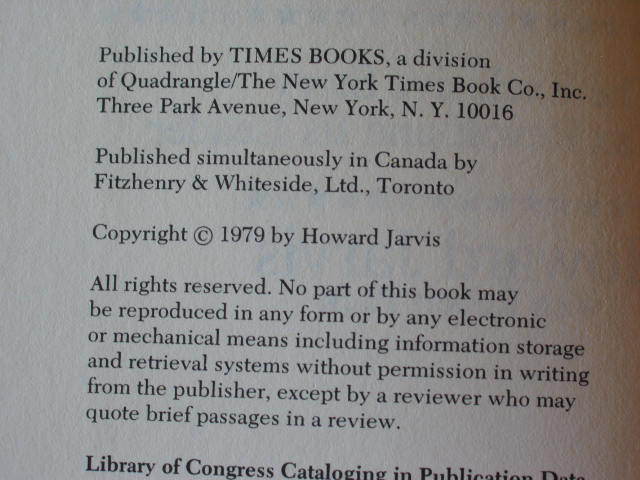 Published by TIMES BOOKS, a division
of Quadrangle/The New York Times Book Co., Inc.
Three Park Avenue, New York, N. Y. 10016
Published simultaneously in Canada by
Fitzhenry & Whiteside, Ltd., Toronto
Copyright © 1979 by Howard Jarvis
All rights reserved. No part of this book may
be reproduced in any form or by any electronic
or mechanical means including information storage
and retrieval systems without permission in writing
from the publisher, except by a reviewer who may
quote brief passages in a review.
Library of Congress Cataloging in Publication Data